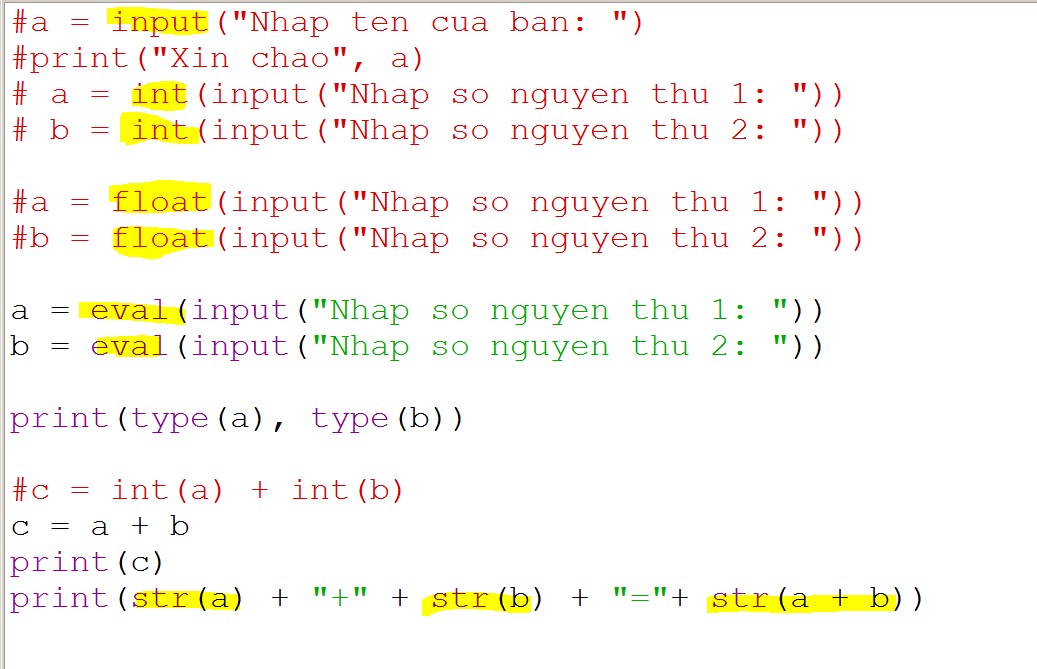 #a = input("Nhap ten cua ban: ")
#print("Xin chao", a)
# a = int(input("Nhap so nguyen thu 1: "))
# b = int(input("Nhap so nguyen thu 2: "))
#a = float(input("Nhap so nguyen thu 1: "))
#b = float(input("Nhap so nguyen thu 2: "))
a = eval(input("Nhap so nguyen thu 1: "))
b = eval(input("Nhap so nguyen thu 2: "))
print(type(a), type(b))
#c = int(a) + int(b)
c = a + b
print(c)
print(str(a) + "+" + str(b) + "="+ str(a + b))